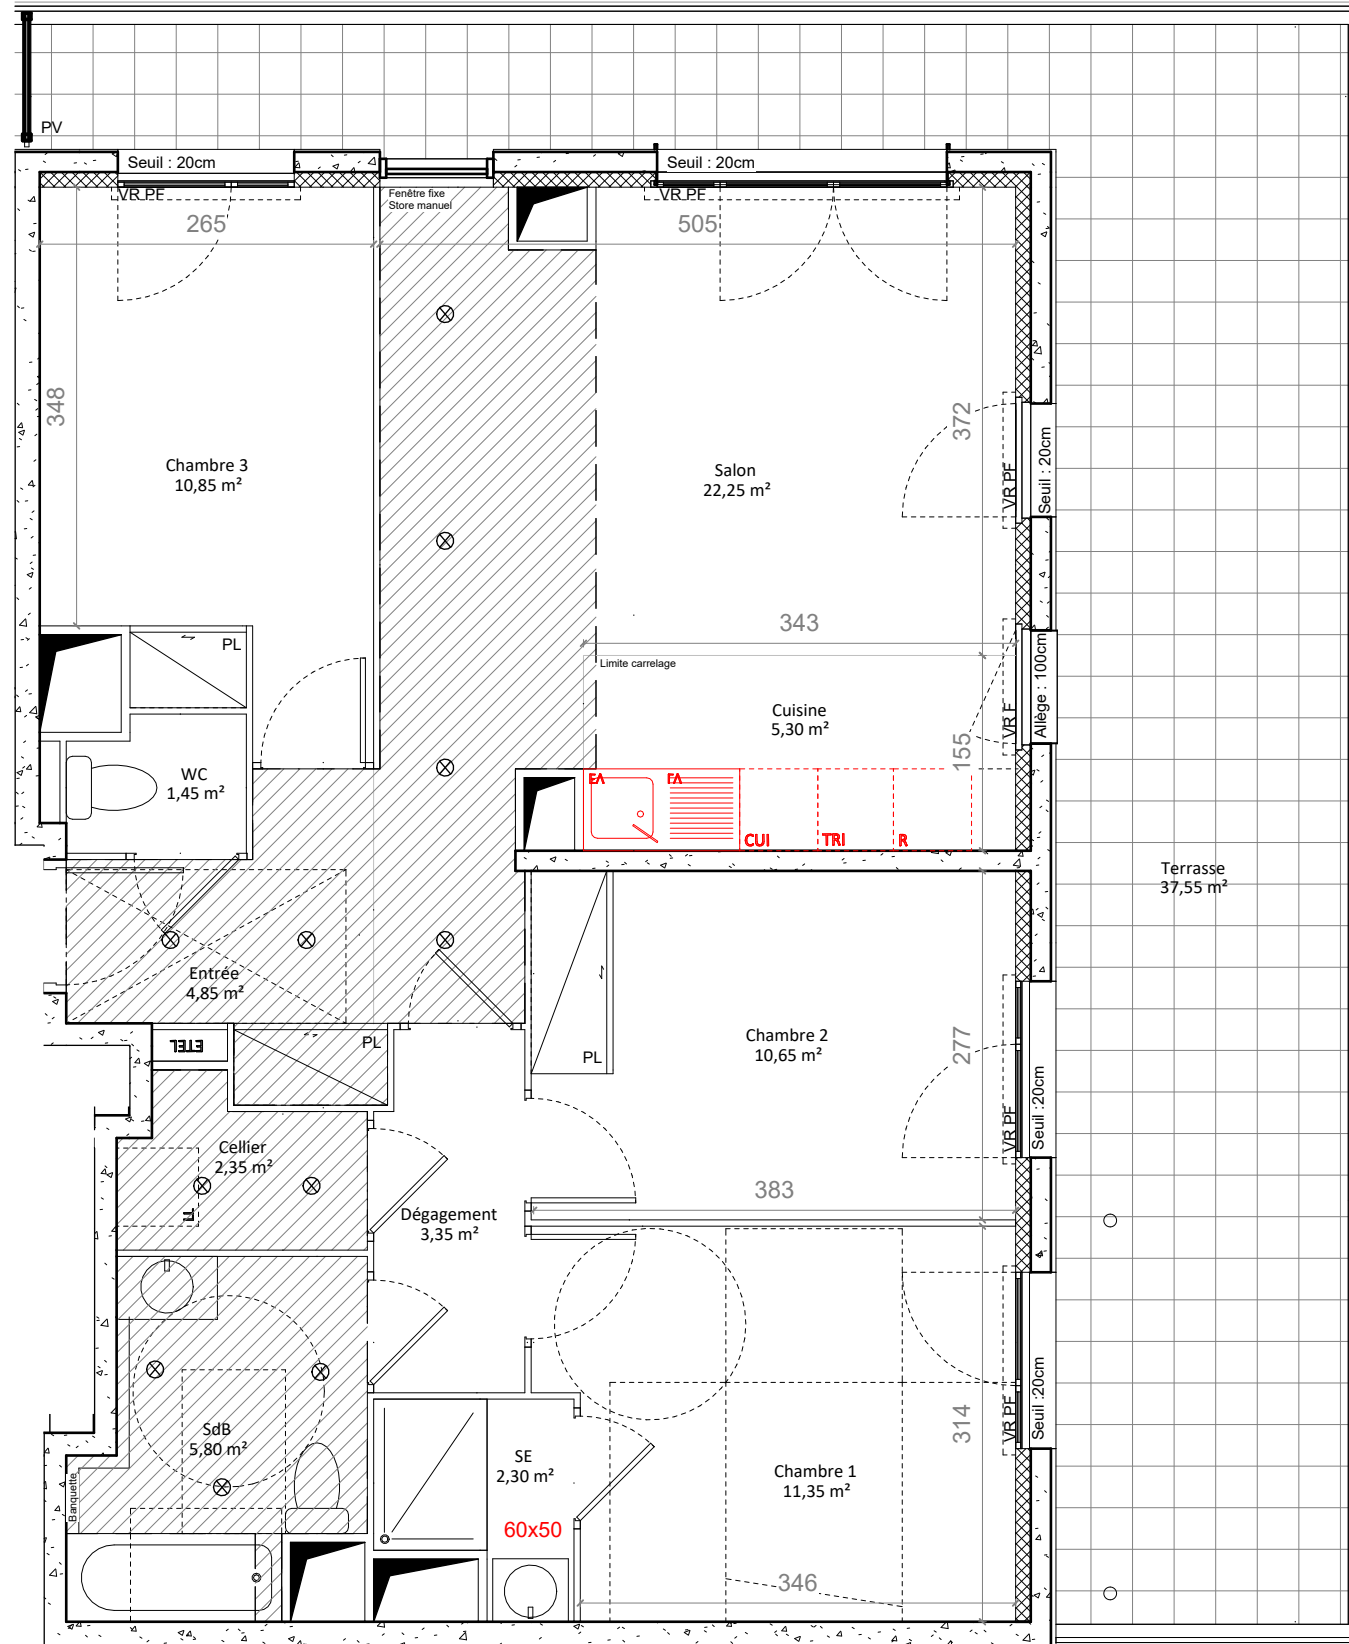 PV
Seuil : 20cm
Seuil : 20cm
VR PF
Fenêtre fixe
Store manuel
VR PF
265
505
348
372
Chambre 3
10,85 m²
Salon
22,25 m²
VR PF
Seuil : 20cm
343
PL
Limite carrelage
Cuisine
5,30 m²
155
VR F
Allège : 100cm
WC
1,45 m²
EV
LV
CUI
TRI
R
Terrasse
37,55 m²
Entrée
4,85 m²
ETEL
PL
PL
Chambre 2
10,65 m²
277
VR PF
Seuil :20cm
Cellier
2,35 m²
LL
383
Dégagement
3,35 m²
SdB
5,80 m²
Banquette
SE
2,30 m²
60x50
Chambre 1
11,35 m²
314
VR PF
Seuil :20cm
346